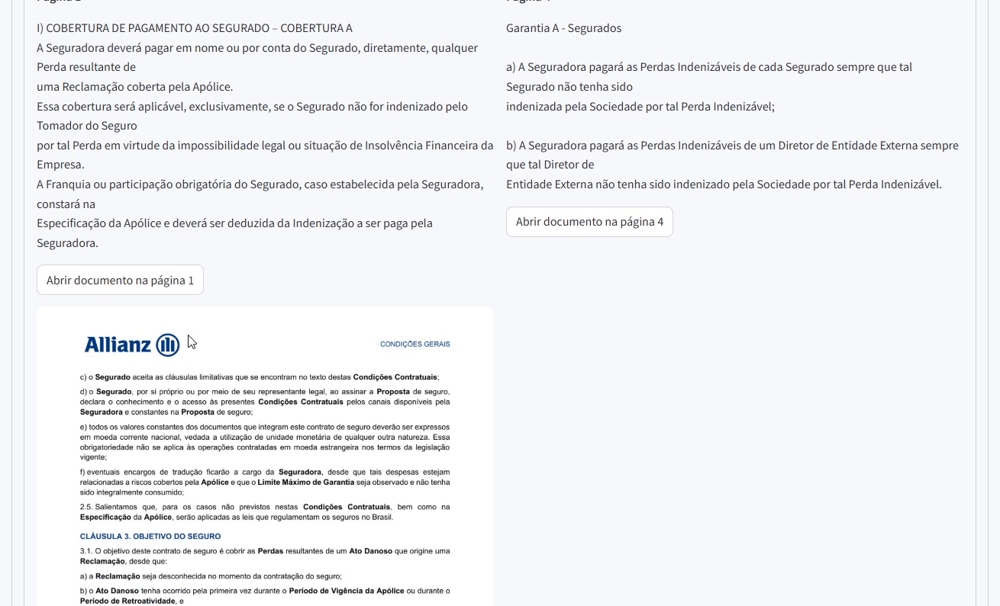 I) COBERTURA DE PAGAMENTO AO SEGURADO – COBERTURA A
A Seguradora deverá pagar em nome ou por conta do Segurado, diretamente, qualquer
Perda resultante de
uma Reclamação coberta pela Apólice.
Essa cobertura será aplicável, exclusivamente, se o Segurado não for indenizado pelo
Tomador do Seguro
por tal Perda em virtude da impossibilidade legal ou situação de Insolvência Financeira da
Empresa.
A Franquia ou participação obrigatória do Segurado, caso estabelecida pela Seguradora,
constará na
Especificação da Apólice e deverá ser deduzida da Indenização a ser paga pela
Seguradora.
Abrir documento na página 1
Allianz
CONDIÇÕES GERAIS
c) o Segurado aceita as cláusulas limitativas que se encontram no texto destas Condições Contratuais;
d) o Segurado, por si próprio ou por meio de seu representante legal, ao assinar a Proposta de seguro,
declara o conhecimento e o acesso às presentes Condições Contratuais pelos canais disponíveis pela
Seguradora e constantes na Proposta de seguro;
e) todos os valores constantes dos documentos que integram este contrato de seguro deverão ser expressos
em moeda corrente nacional, vedada a utilização de unidade monetária de qualquer outra natureza. Essa
obrigatoriedade não se aplica às operações contratadas em moeda estrangeira nos termos da legislação
vigente;
f) eventuais encargos de tradução ficarão a cargo da Seguradora, desde que tais despesas estejam
relacionadas a riscos cobertos pela Apólice e que o Limite Máximo de Garantia seja observado e não tenha
sido integralmente consumido;
2.5. Salientamos que, para os casos não previstos nestas Condições Contratuais, bem como na
Especificação da Apólice, serão aplicadas as leis que regulamentam os seguros no Brasil.
CLÁUSULA 3. OBJETIVO DO SEGURO
3.1. O objetivo deste contrato de seguro é cobrir as Perdas resultantes de um Ato Danoso que origine uma
Reclamação, desde que:
a) a Reclamação seja desconhecida no momento da contratação do seguro;
b) o Ato Danoso tenha ocorrido pela primeira vez durante o Período de Vigência da Apólice ou durante o
Período de Retroatividade, e
Garantia A - Segurados
a) A Seguradora pagará as Perdas Indenizáveis de cada Segurado sempre que tal
Segurado não tenha sido
indenizada pela Sociedade por tal Perda Indenizável;
b) A Seguradora pagará as Perdas Indenizáveis de um Diretor de Entidade Externa sempre
que tal Diretor de
Entidade Externa não tenha sido indenizado pela Sociedade por tal Perda Indenizável.
Abrir documento na página 4